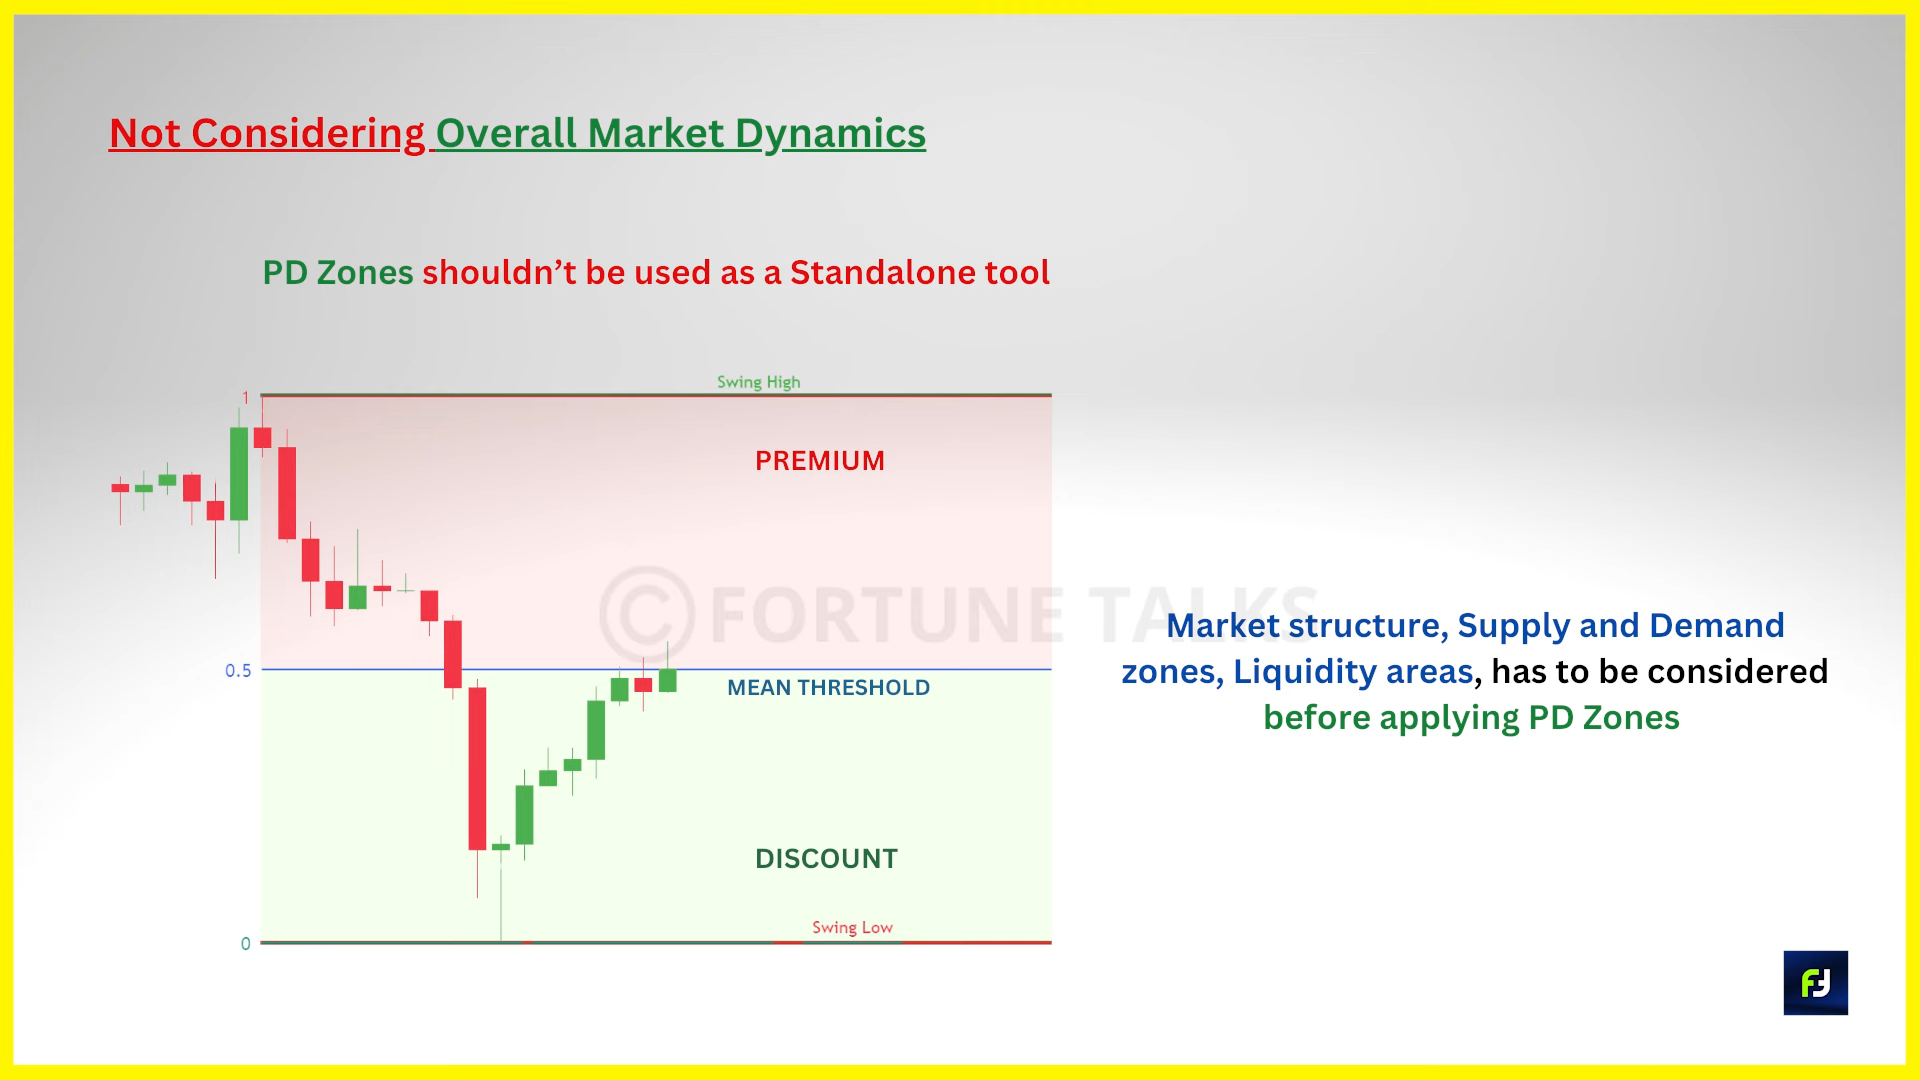 Not Considering Overall Market Dynamics
PD Zones shouldn’t be used as a Standalone tool
Swing High
1
PREMIUM
©FORTUNE TALKS
Market structure, Supply and Demand
zones, Liquidity areas, has to be considered
before applying PD Zones
0.5
MEAN THRESHOLD
DISCOUNT
Swing Low
0